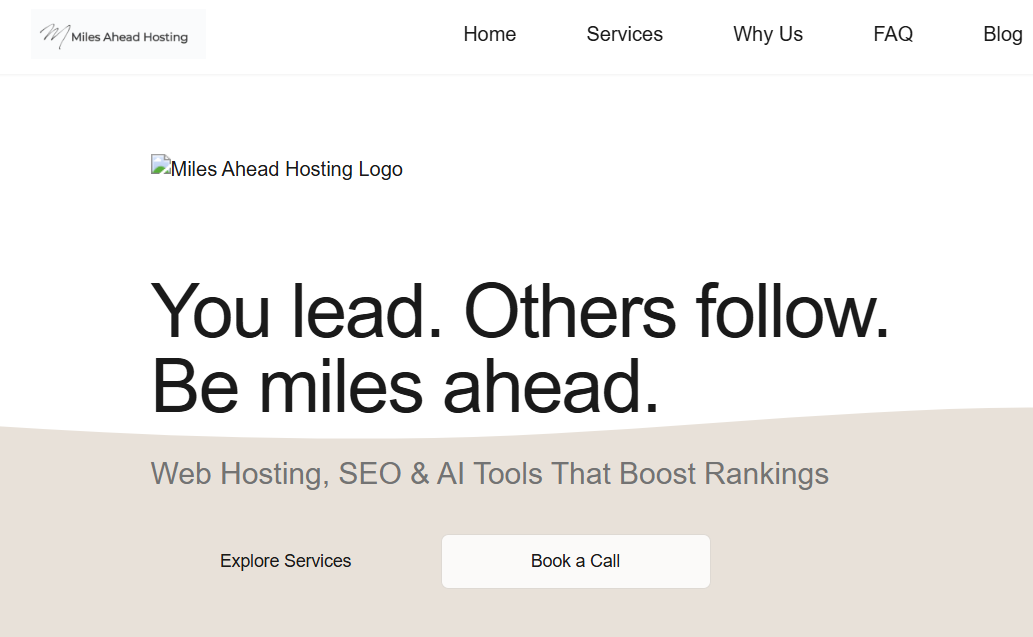 Miles Ahead Hosting
Home Services Why Us FAQ Blog
Miles Ahead Hosting Logo
You lead. Others follow.
Be miles ahead.
Web Hosting, SEO & AI Tools That Boost Rankings
Explore Services Book a Call